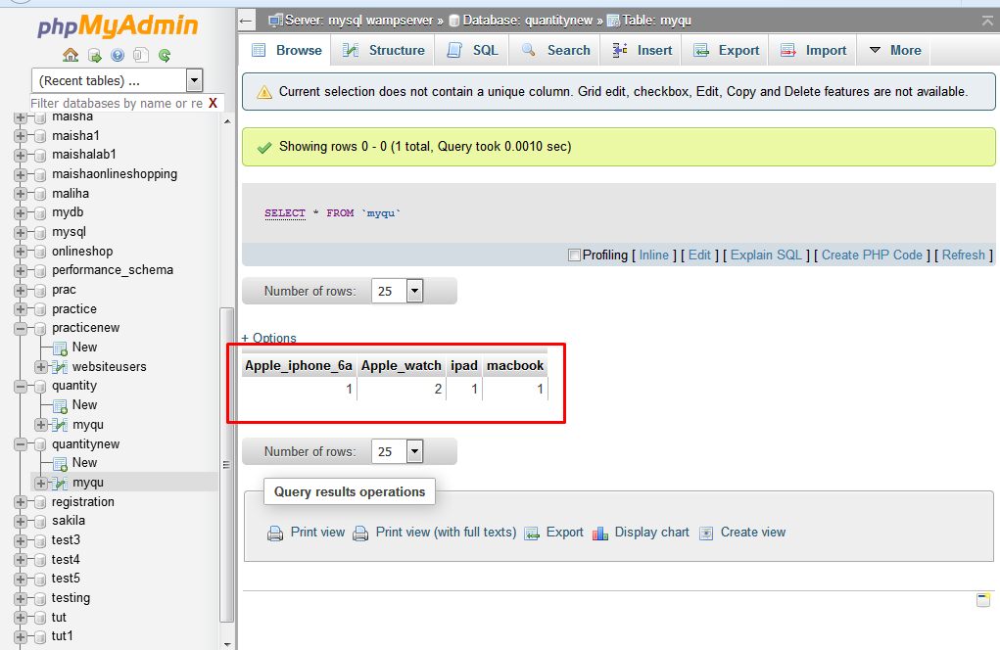 phpMyAdmin
(Recent tables) ...
Filter databases by name or re X
maisha
maisha1
maishalab1
maishaonlineshopping
maliha
mydb
mysql
onlineshop
performance_schema
prac
practice
practicenew
New
websiteusers
quantity
New
myqu
quantitynew
New
myqu
registration
sakila
test3
test4
test5
testing
tut
tut1
Server: mysql wampserver » Database: quantitynew » Table: myqu
Browse Structure SQL Search Insert Export Import More
Current selection does not contain a unique column. Grid edit, checkbox, Edit, Copy and Delete features are not available.
Showing rows 0 - 0 (1 total, Query took 0.0010 sec)
SELECT * FROM `myqu`
Profiling [ Inline ] [ Edit ] [ Explain SQL ] [ Create PHP Code ] [ Refresh ]
Number of rows: 25
+ Options
Apple_iphone_6a Apple_watch ipad macbook
1 2 1 1
Number of rows: 25
Query results operations
Print view Print view (with full texts) Export Display chart Create view